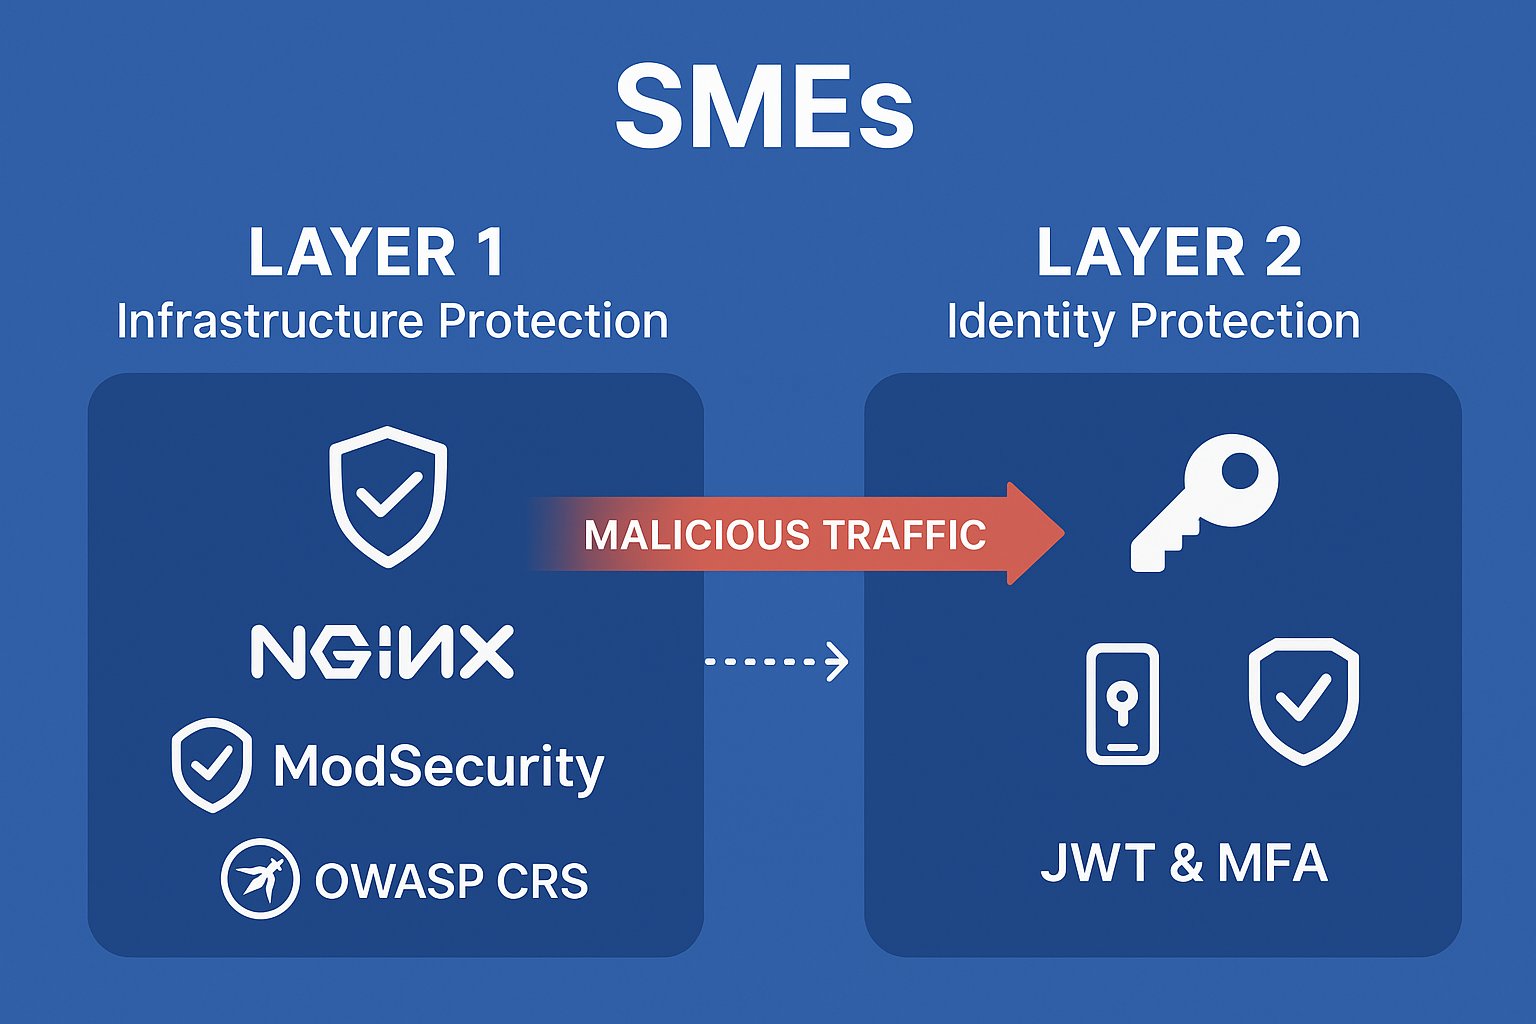 SMEs
LAYER 1
Infrastructure Protection
NGiNX
ModSecurity
OWASP CRS
MALICIOUS TRAFFIC
LAYER 2
Identity Protection
JWT & MFA